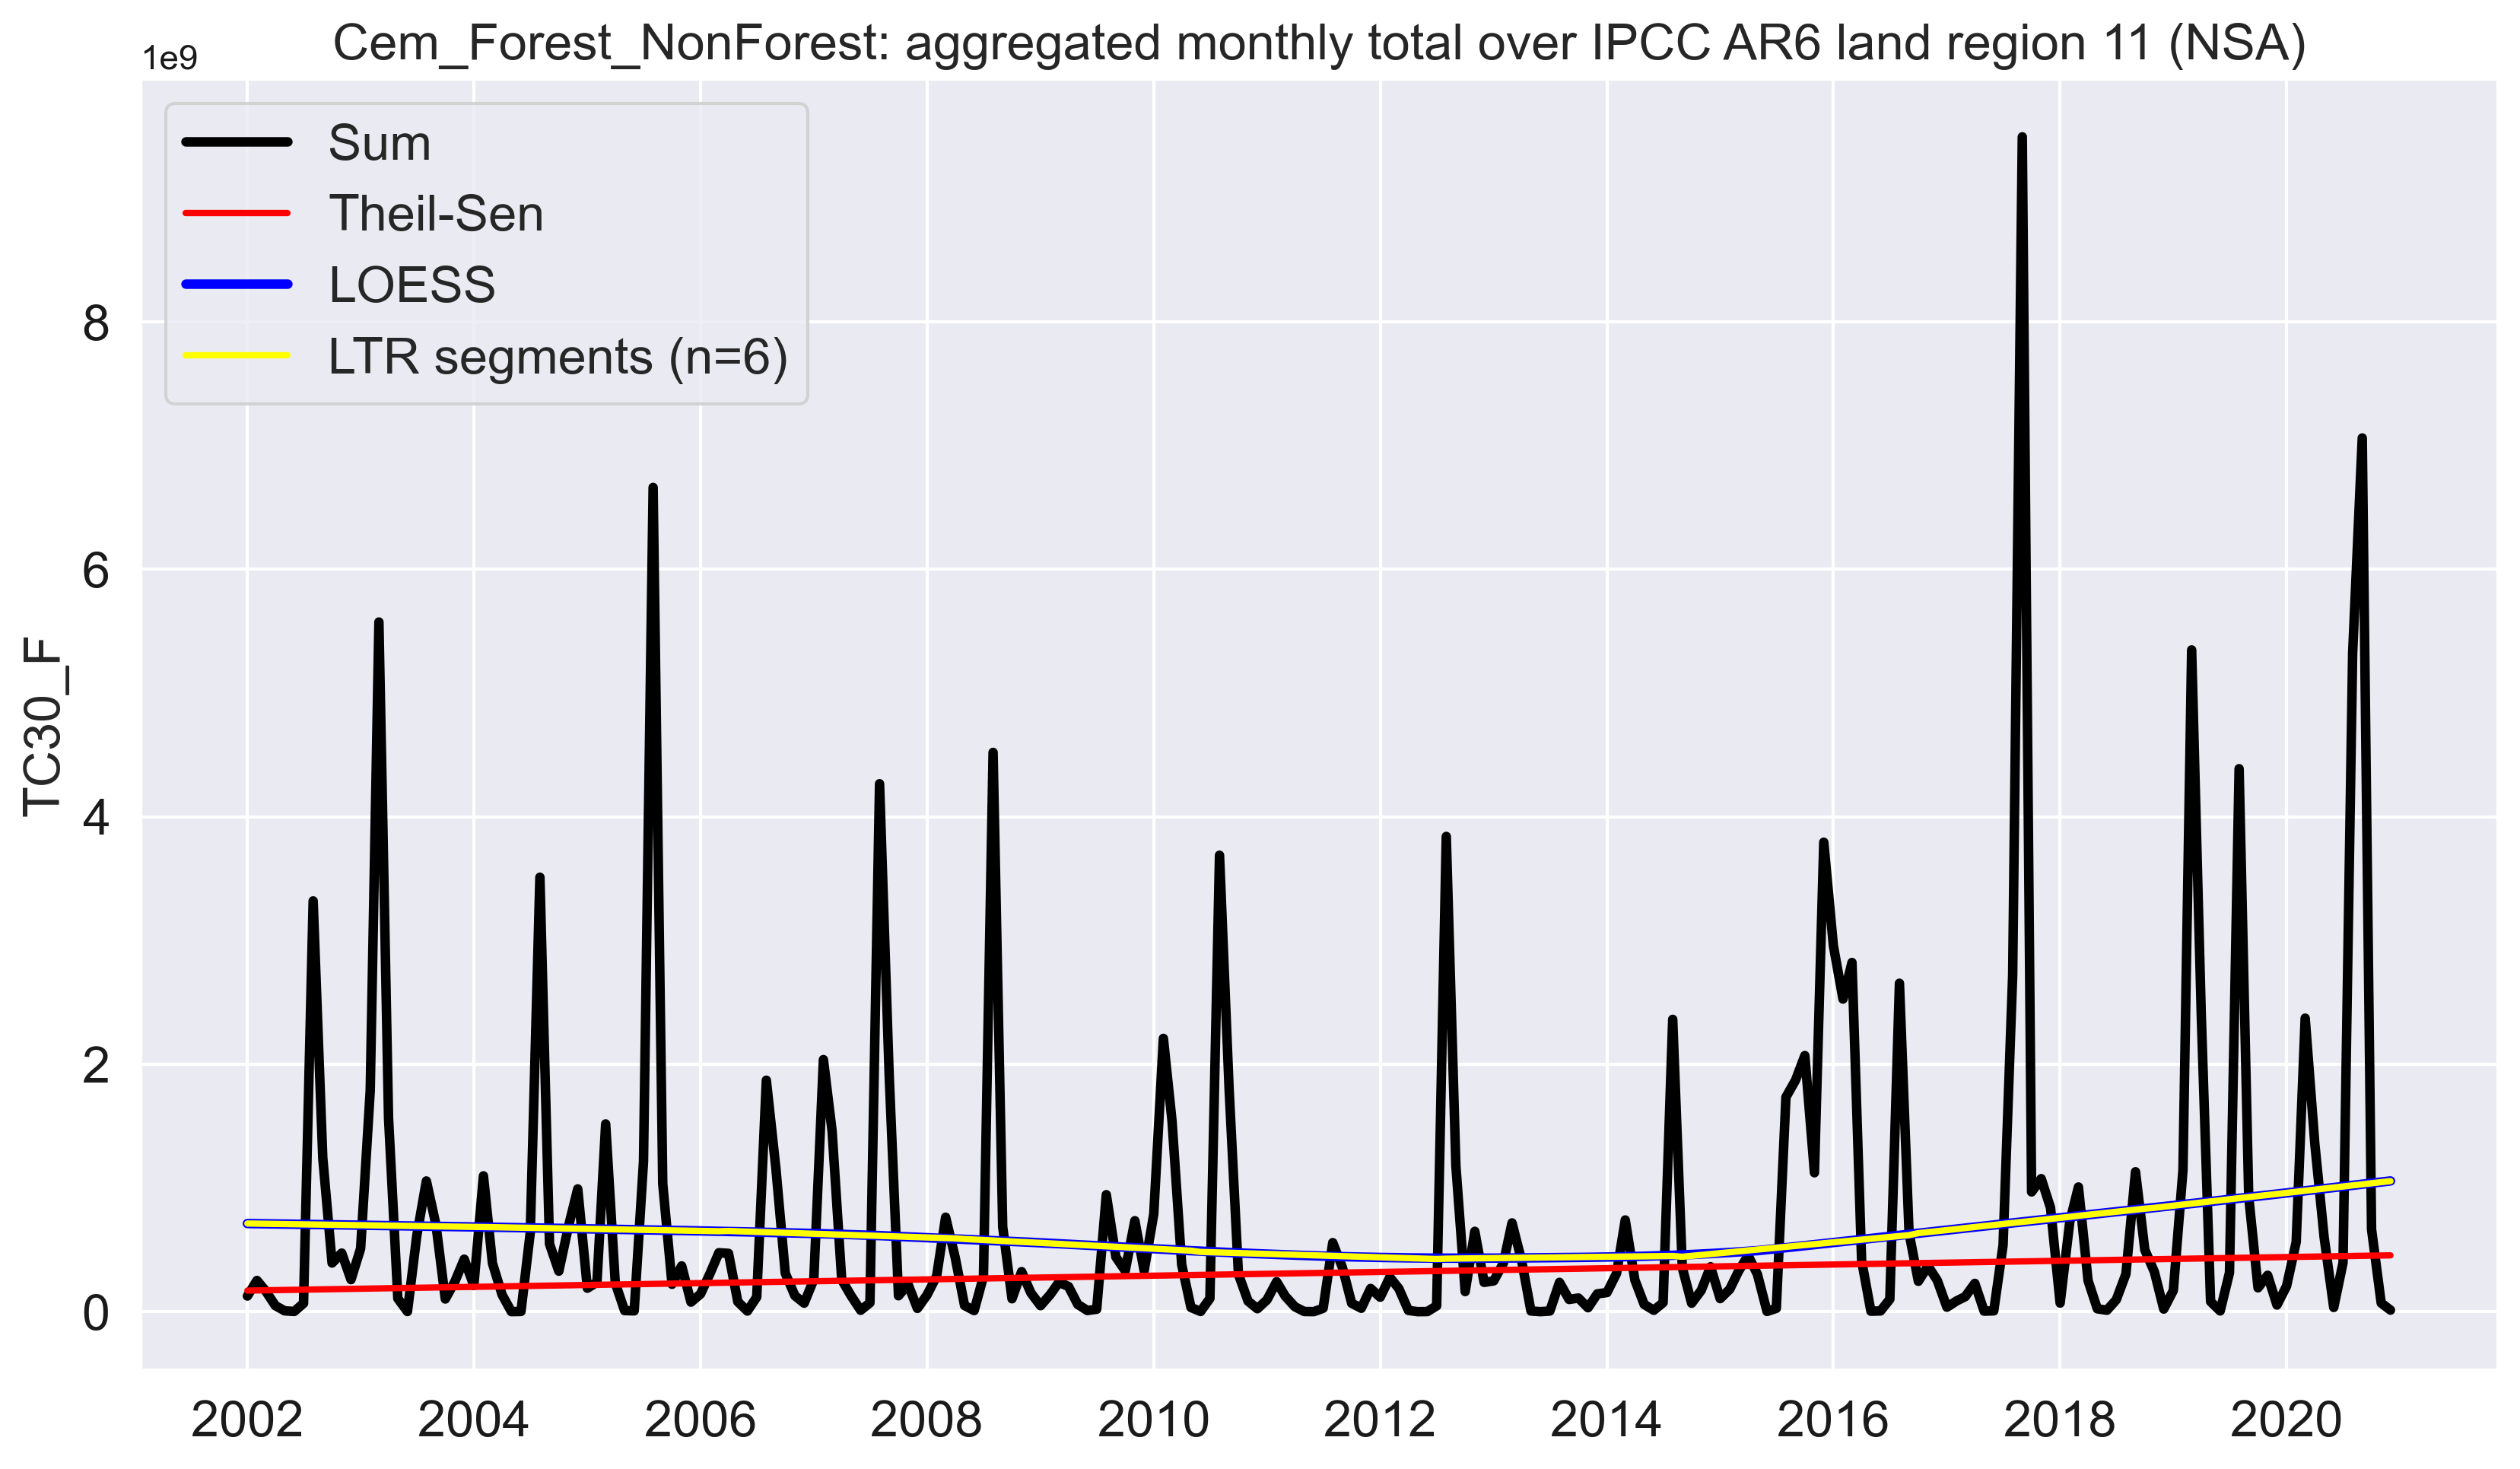 Cem_Forest_NonForest: aggregated monthly total over IPCC AR6 land region 11 (NSA)
1e9
Sum
Theil-Sen
LOESS
LTR segments (n=6)
TC30_F
8
6
4
2
0
2002 2004 2006 2008 2010 2012 2014 2016 2018 2020